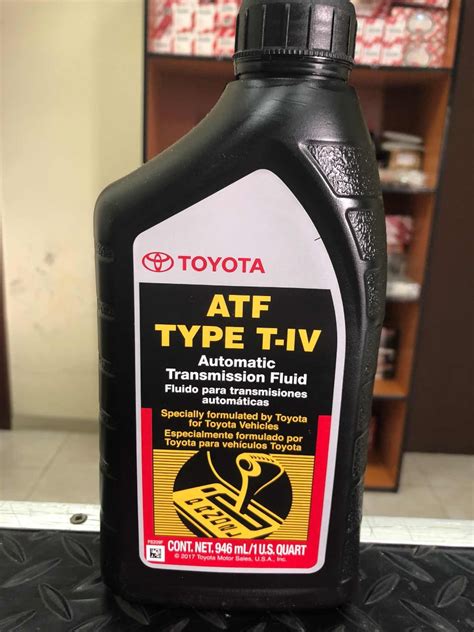 TOYOTA
ATF
TYPE T-IV
Automatic
Transmission Fluid
Fluido para transmisiones
automáticas
Specially formulated by Toyota
for Toyota Vehicles
Especialmente formulado por
Toyota para vehículos Toyota
CONT. NET. 946 mL/1 U.S. QUART
© 2017 Toyota Motor Sales, U.S.A., Inc.